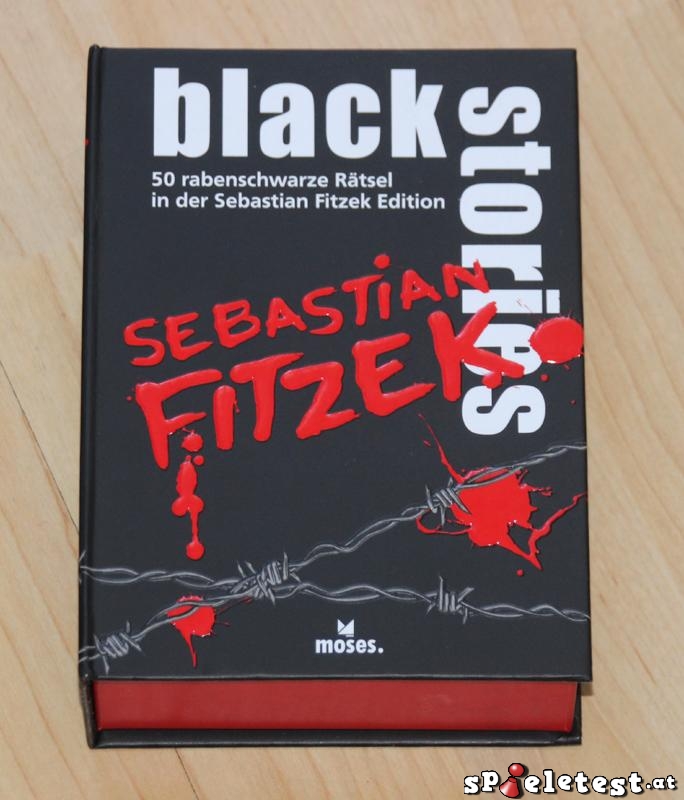 black stories
50 rabenschwarze Rätsel
in der Sebastian Fitzek Edition
SEBASTiAN
FiTZEK
moses.
spieletest.at